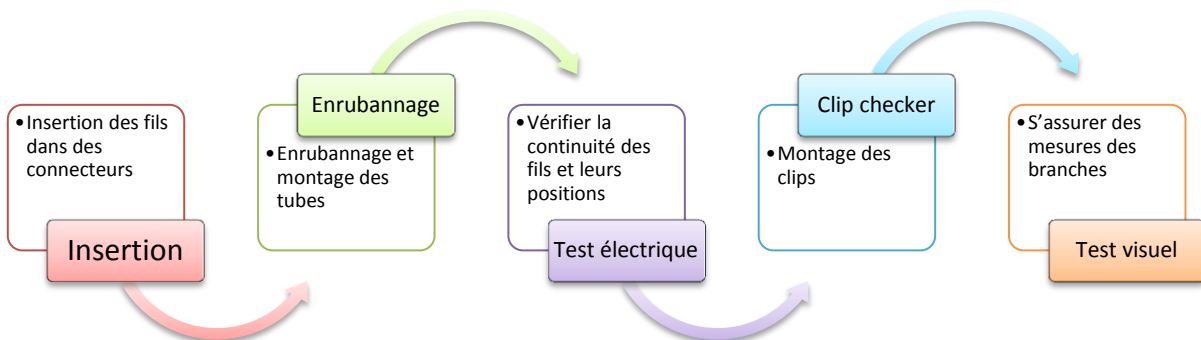 •Insertion des fils
dans des
connecteurs
Insertion
Enrubannage
•Enrubannage et
montage des
tubes
•Vérifier la
continuité des
fils et leurs
positions
Test électrique
Clip checker
•Montage des
clips
•S’assurer des
mesures des
branches
Test visuel